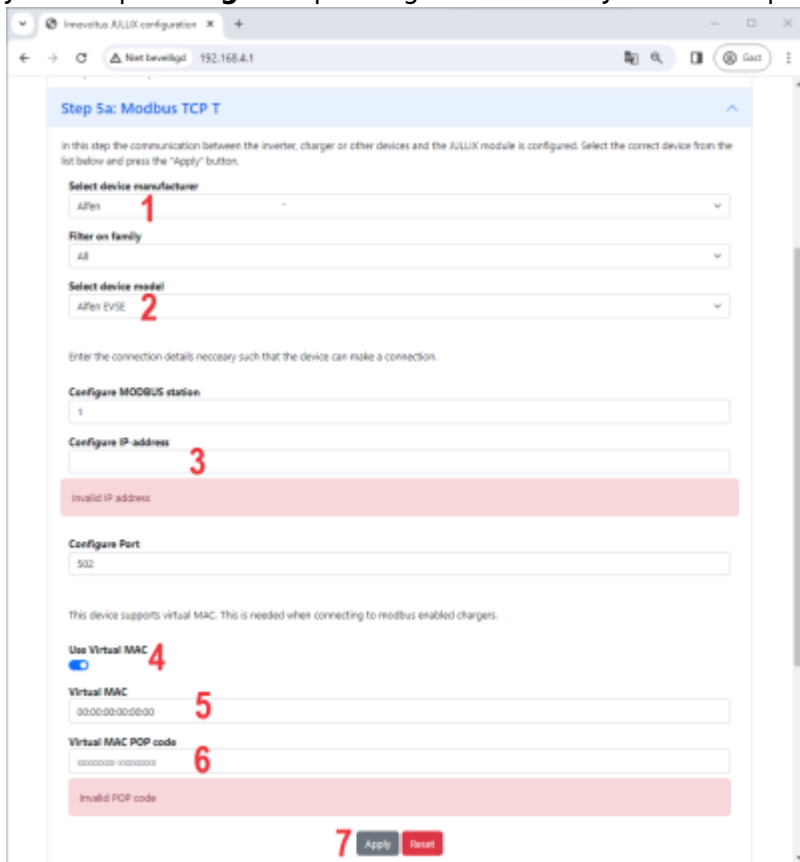 Innevoltus JULLIX configuration
Niet beveiligd 192.168.4.1
Gast
Step 5a: Modbus TCP T
In this step the communication between the inverter, charger or other devices and the JULLIX module is configured. Select the correct device from the
list below and press the "Apply" button.
Select device manufacturer
Alfen
1
Filter on family
All
Select device model
Alfen EVSE
2
Enter the connection details necceary such that the device can make a connection.
Configure MODBUS station
1
Configure IP-address
3
Invalid IP address
Configure Port
502
This device supports virtual MAC. This is needed when connecting to modbus enabled chargers.
Use Virtual MAC
4
Virtual MAC
00:00:00:00:00:00
5
Virtual MAC POP code
xxxxxxxx-xxxxxxxx
6
Invalid POP code
7 Apply Reset